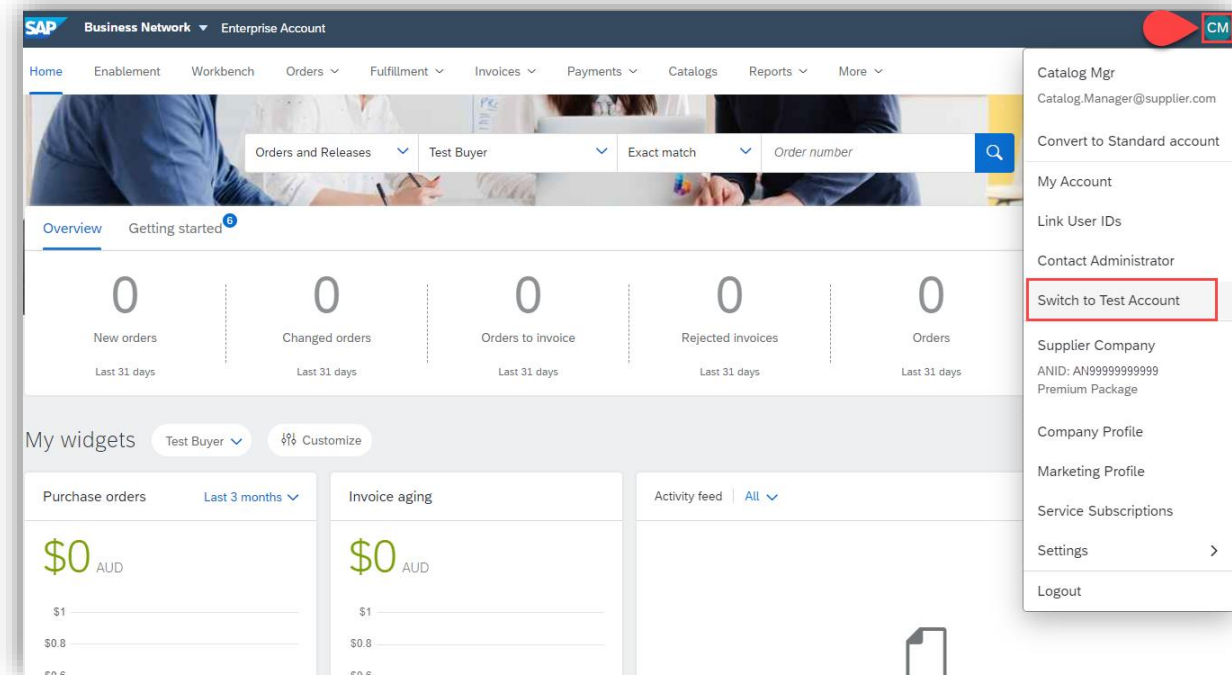 SAP Business Network Enterprise Account
CM
Home Enablement Workbench Orders Fulfillment Invoices Payments Catalogs Reports More
Orders and Releases Test Buyer Exact match Order number
Overview Getting started 6
0 0 0 0 0
New orders Changed orders Orders to invoice Rejected invoices Orders
Last 31 days Last 31 days Last 31 days Last 31 days Last 31 days
My widgets Test Buyer Customize
Purchase orders Last 3 months Invoice aging Activity feed All
$0 AUD $0 AUD
$1 $1
$0.8 $0.8
$0.6 $0.6
Catalog Mgr
Catalog.Manager@supplier.com
Convert to Standard account
My Account
Link User IDs
Contact Administrator
Switch to Test Account
Supplier Company
ANID: AN99999999999
Premium Package
Company Profile
Marketing Profile
Service Subscriptions
Settings
Logout